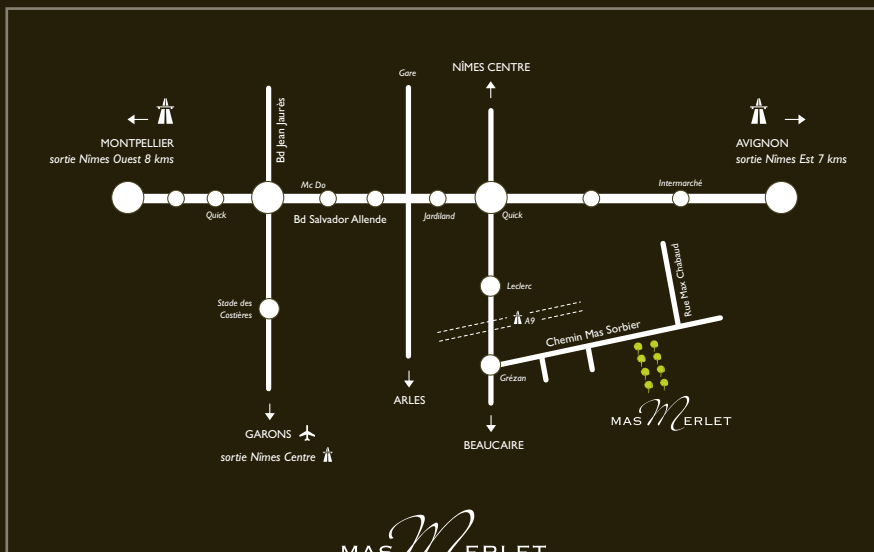 NÎMES CENTRE
Gare
Bd Jean Jaurès
MONTPELLIER
sortie Nîmes Ouest 8 kms
AVIGNON
sortie Nîmes Est 7 kms
Mc Do
Intermarché
Quick
Bd Salvador Allende
Jardiland
Quick
Rue Max Chabaud
Leclerc
Stade des
Costières
A9
Chemin Mas Sorbier
Grézan
ARLES
MAS MERLET
GARONS
BEAUCAIRE
sortie Nîmes Centre
MAS MERLET